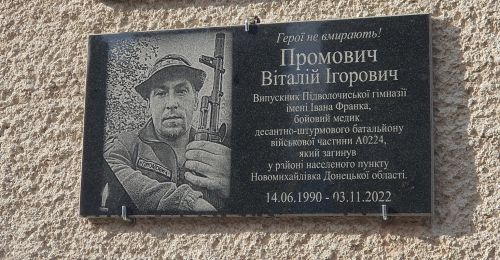 Герої не вмирають!
Промович
Віталій Ігорович
Випускник Підволочиської гімназії
імені Івана Франка,
бойовий медик
десантно-штурмового батальйону
військової частини А0224,
який загинув
у районі населеного пункту
Новомихайлівка Донецької області.
14.06.1990 - 03.11.2022